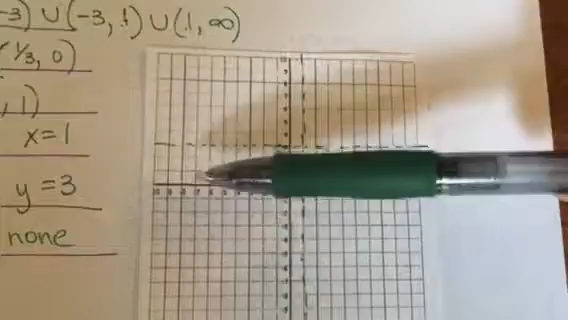 -3) ∪ (-3, 1) ∪ (1, ∞)
(1/3, 0)
, 1)
x=1
y=3
none